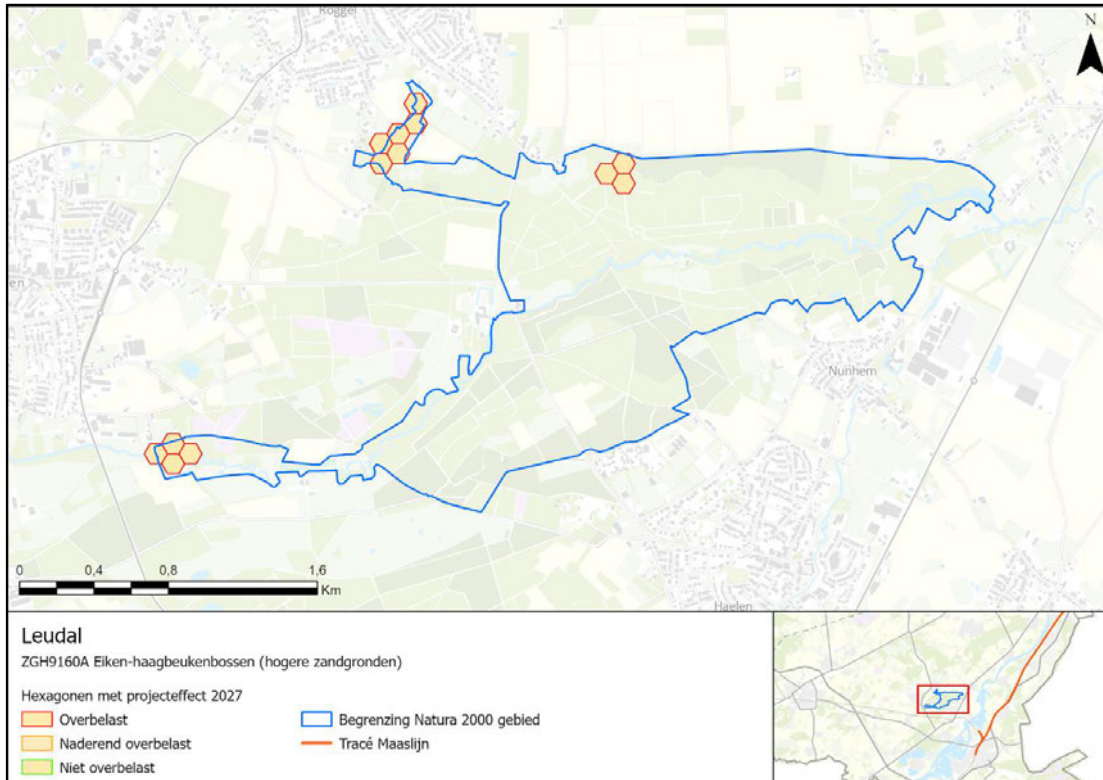 Roggel
N
Nunhem
Haelen
en
0 0,4 0,8 1,6
Km
Leudal
ZGH9160A Eiken-haagbeukenbossen (hogere zandgronden)
Hexagonen met projecteffect 2027
Overbelast
Naderend overbelast
Niet overbelast
Begrenzing Natura 2000 gebied
Tracé Maaslijn